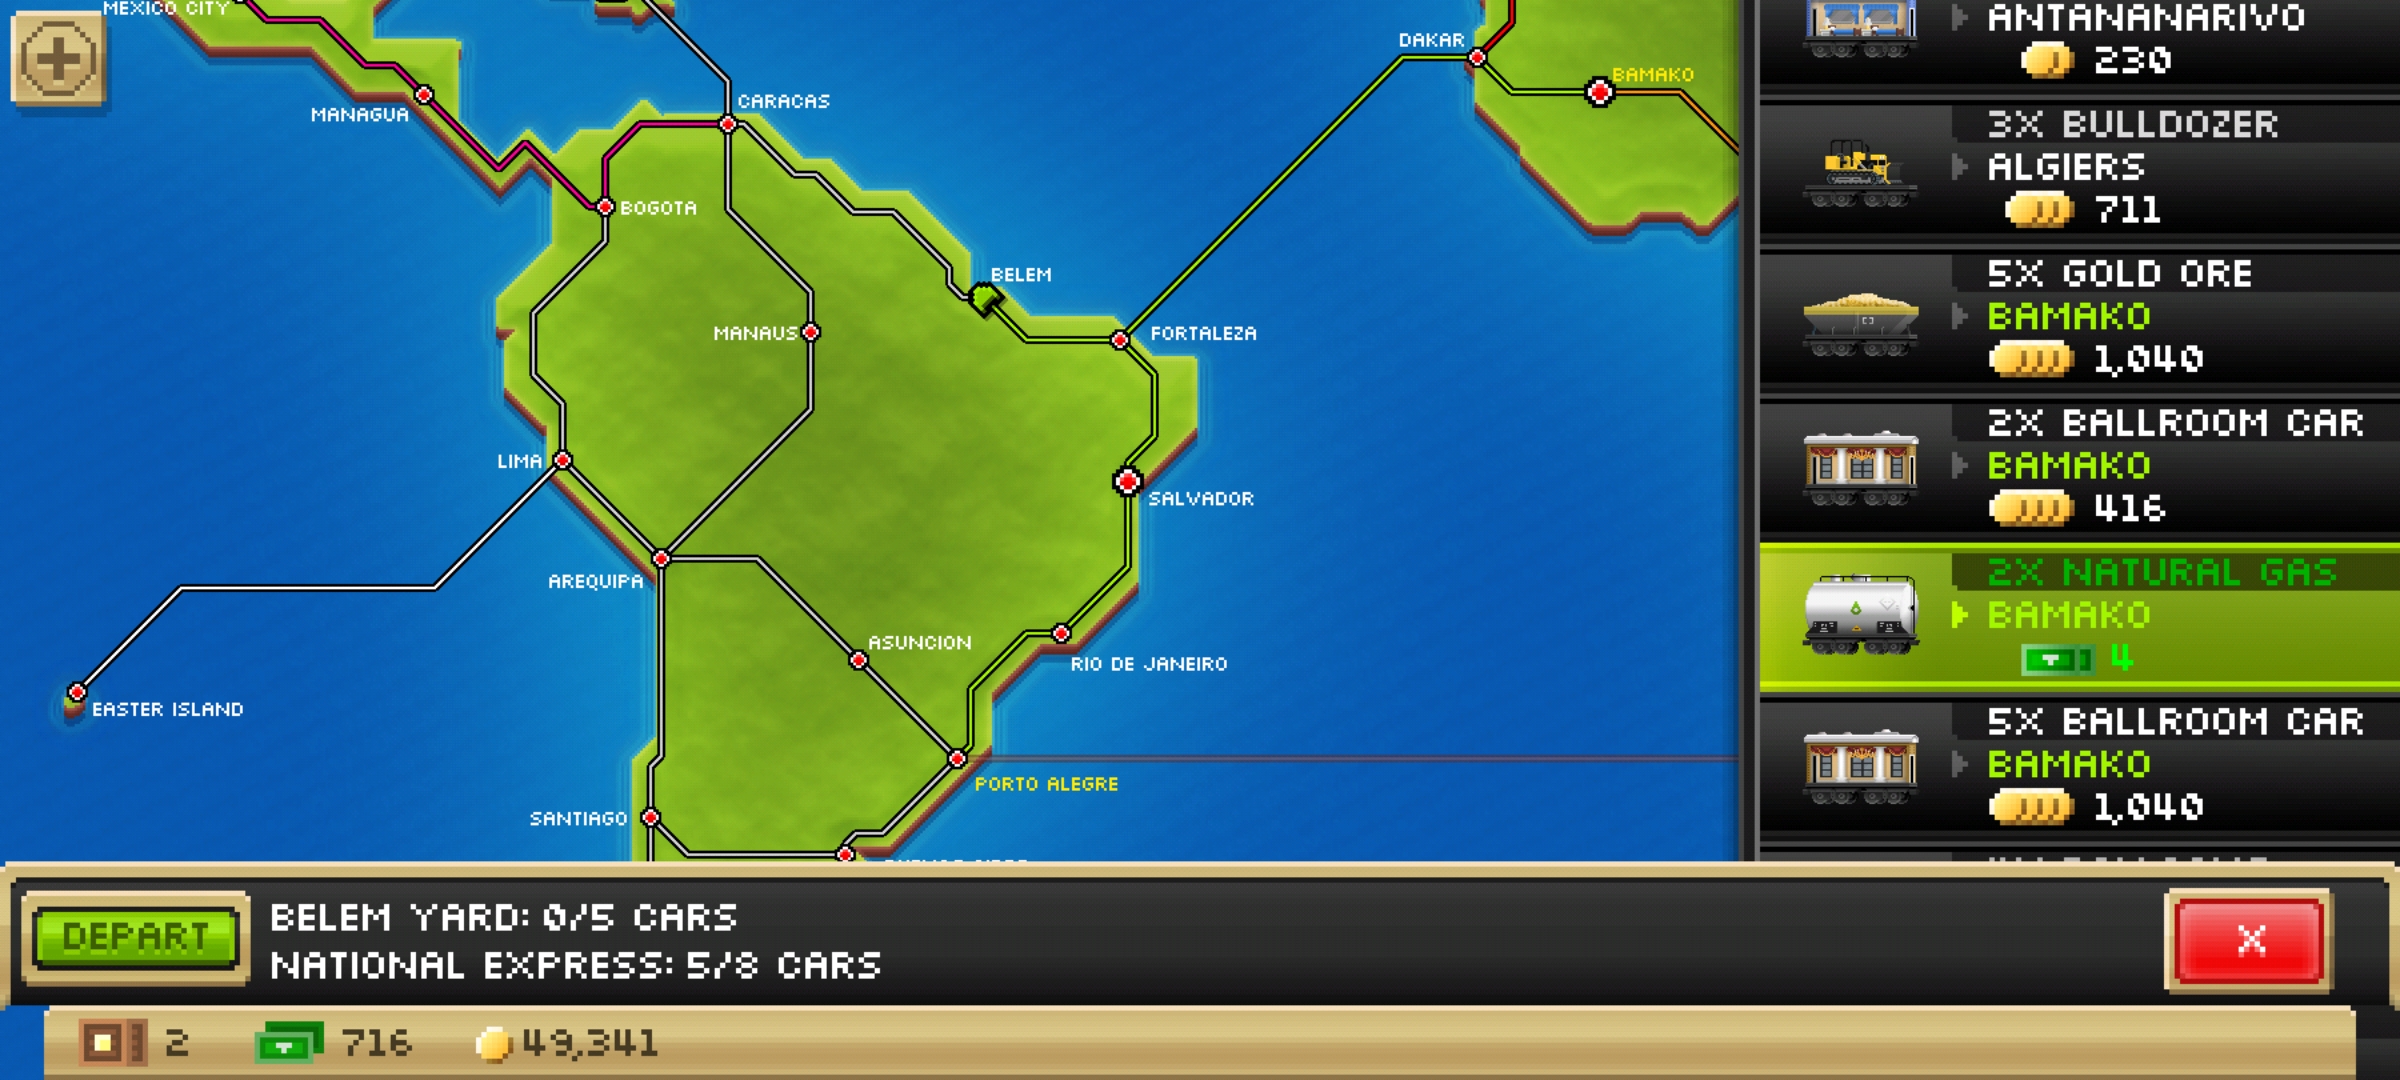 MEXICO CITY
MANAGUA
CARACAS
BOGOTA
DAKAR
BAMAKO
BELEM
MANAUS
FORTALEZA
LIMA
SALVADOR
AREQUIPA
ASUNCION
RIO DE JANEIRO
EASTER ISLAND
PORTO ALEGRE
SANTIAGO
ANTANANARIVO
230
3X BULLDOZER
ALGIERS
711
5X GOLD ORE
BAMAKO
1,040
2X BALLROOM CAR
BAMAKO
416
2X NATURAL GAS
BAMAKO
4
5X BALLROOM CAR
BAMAKO
1,040
DEPART
BELEM YARD: 0/5 CARS
NATIONAL EXPRESS: 5/8 CARS
X
2
716
49,341